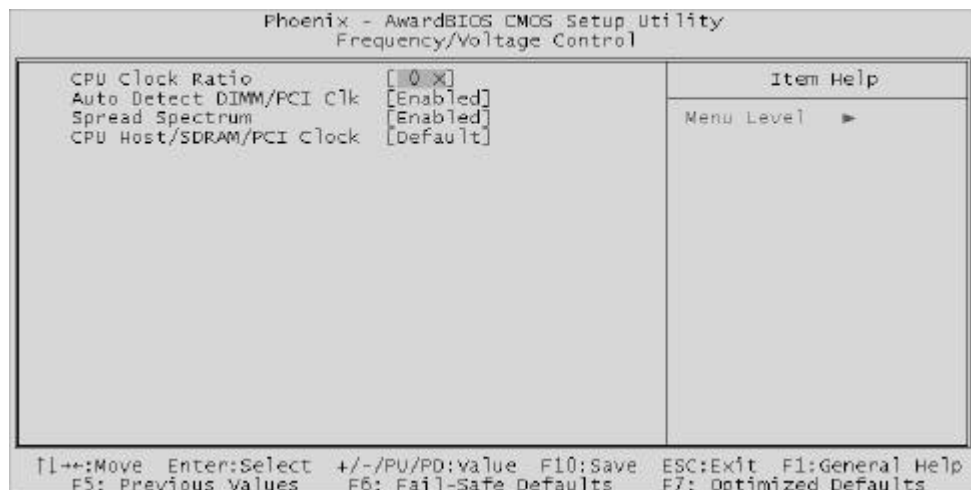 Phoenix - AwardBIOS CMOS Setup Utility
Frequency/Voltage Control
CPU Clock Ratio [ 0 X]
Auto Detect DIMM/PCI Clk [Enabled]
Spread Spectrum [Enabled]
CPU Host/SDRAM/PCI Clock [Default]
Item Help
Menu Level ►
↑↓→←:Move Enter:Select +/-/PU/PD:Value F10:Save ESC:Exit F1:General Help
F5: Previous Values F6: Fail-Safe Defaults F7: Optimized Defaults